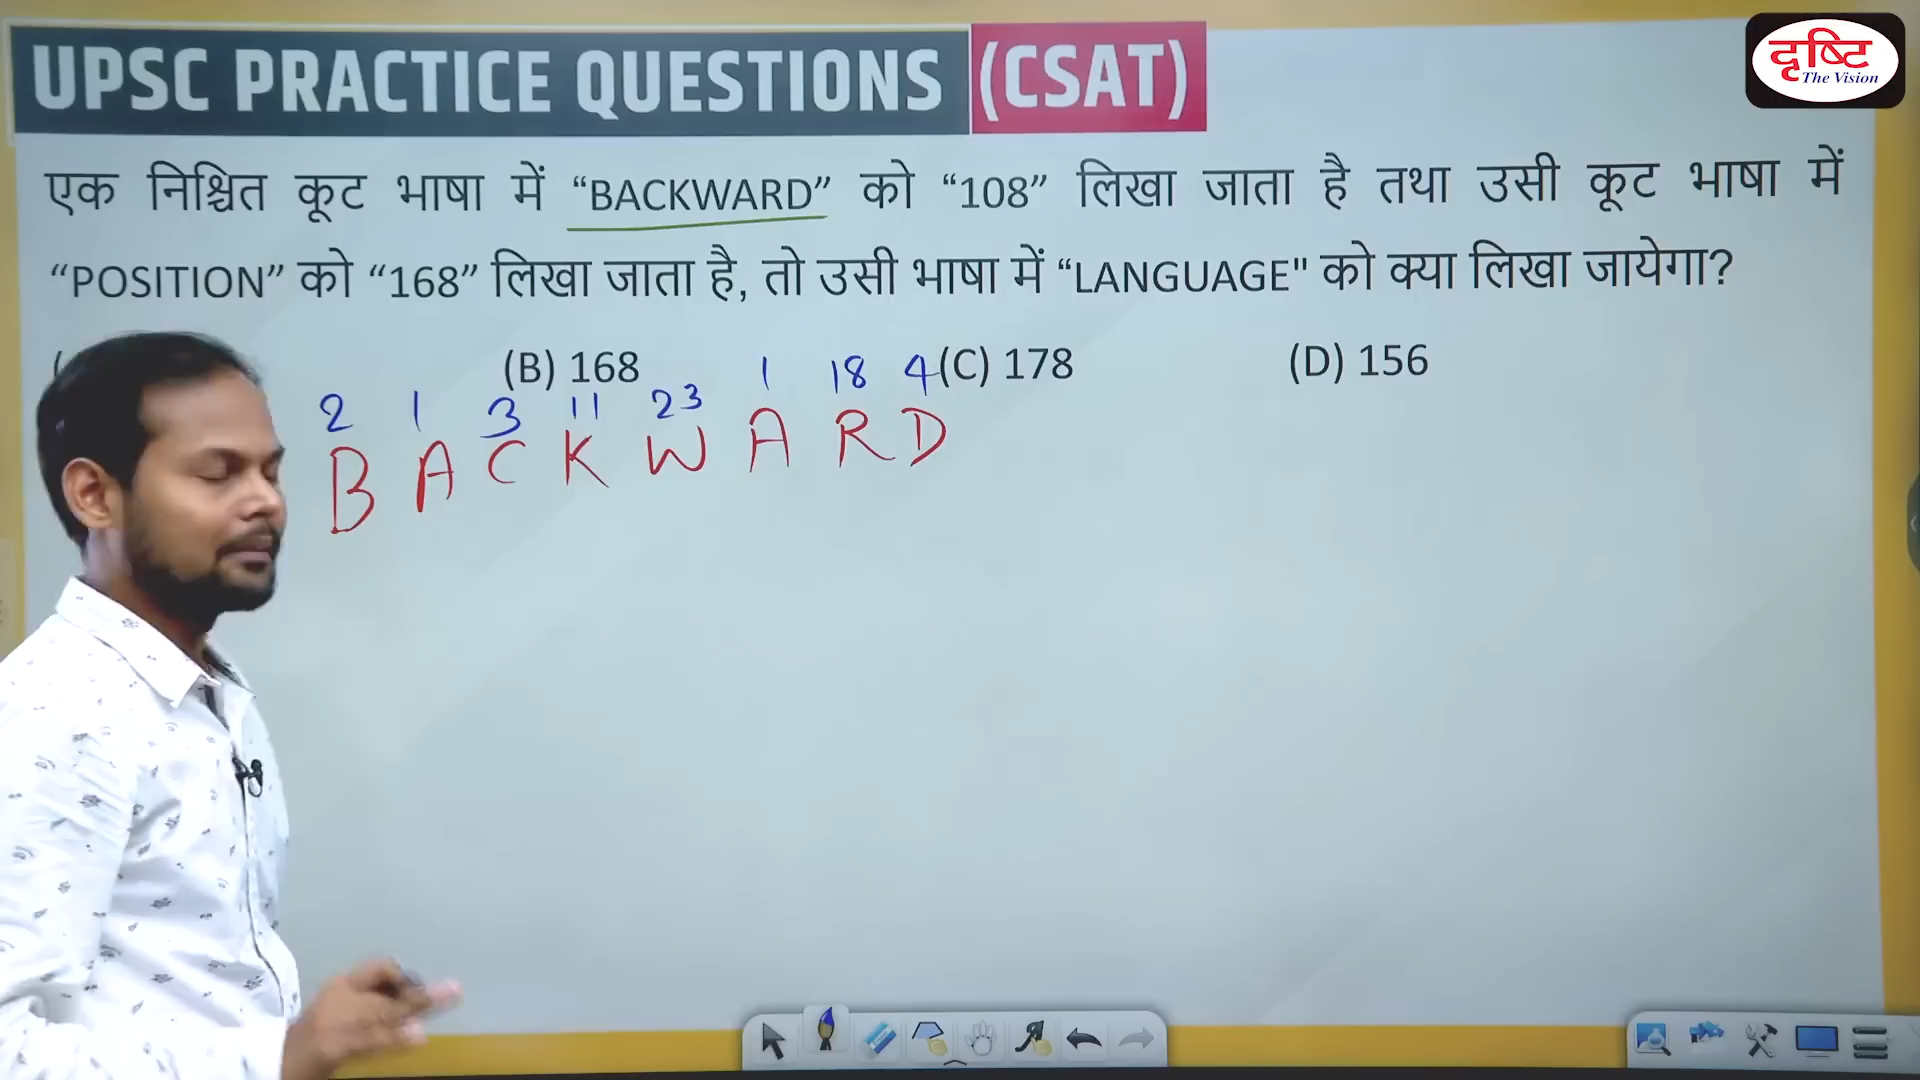 UPSC PRACTICE QUESTIONS (CSAT)
दृष्टि
The Vision
एक निश्चित कूट भाषा में “BACKWARD” को “108” लिखा जाता है तथा उसी कूट भाषा में
“POSITION” को “168” लिखा जाता है, तो उसी भाषा में “LANGUAGE" को क्या लिखा जायेगा?
(B) 168 (C) 178 (D) 156
2 1 3 11 23 1 18 4
B A C K W A R D